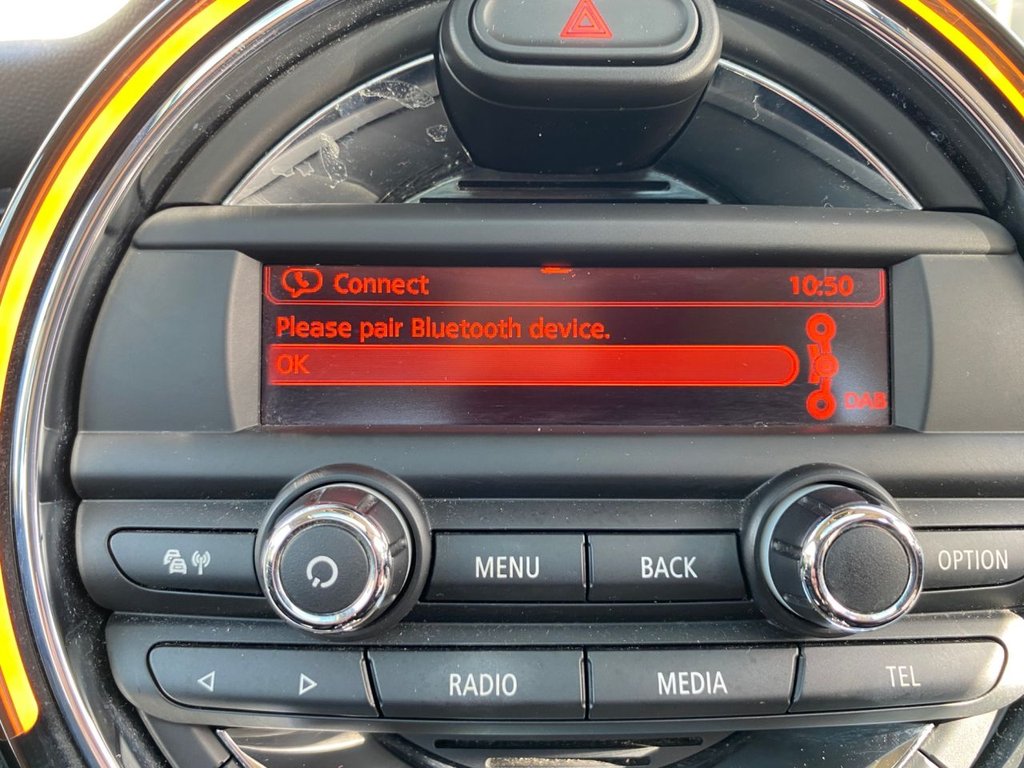 Connect 10:50
Please pair Bluetooth device.
OK
DAB
MENU BACK OPTION
RADIO MEDIA TEL